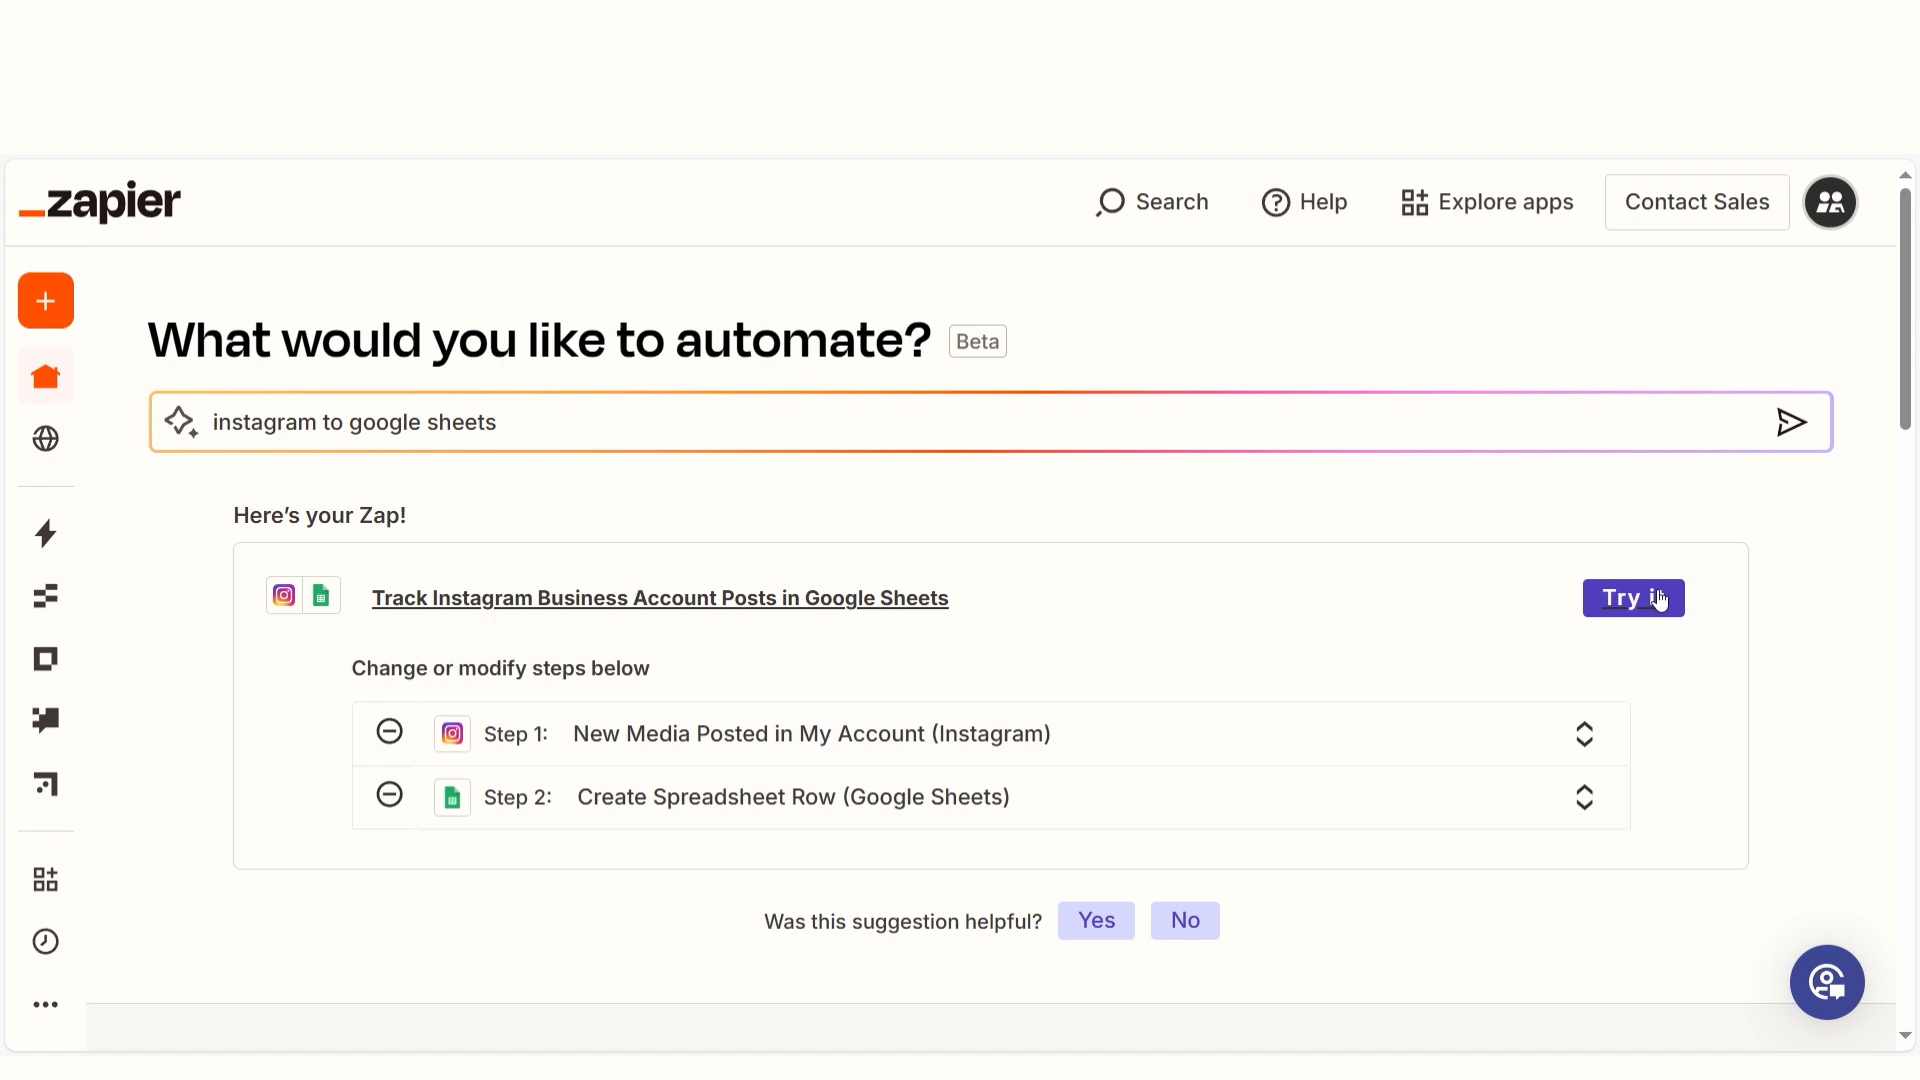 zapier
Search
Help
Explore apps
Contact Sales
What would you like to automate?
Beta
instagram to google sheets
Here’s your Zap!
Track Instagram Business Account Posts in Google Sheets
Try
Change or modify steps below
Step 1: New Media Posted in My Account (Instagram)
Step 2: Create Spreadsheet Row (Google Sheets)
Was this suggestion helpful?
Yes
No